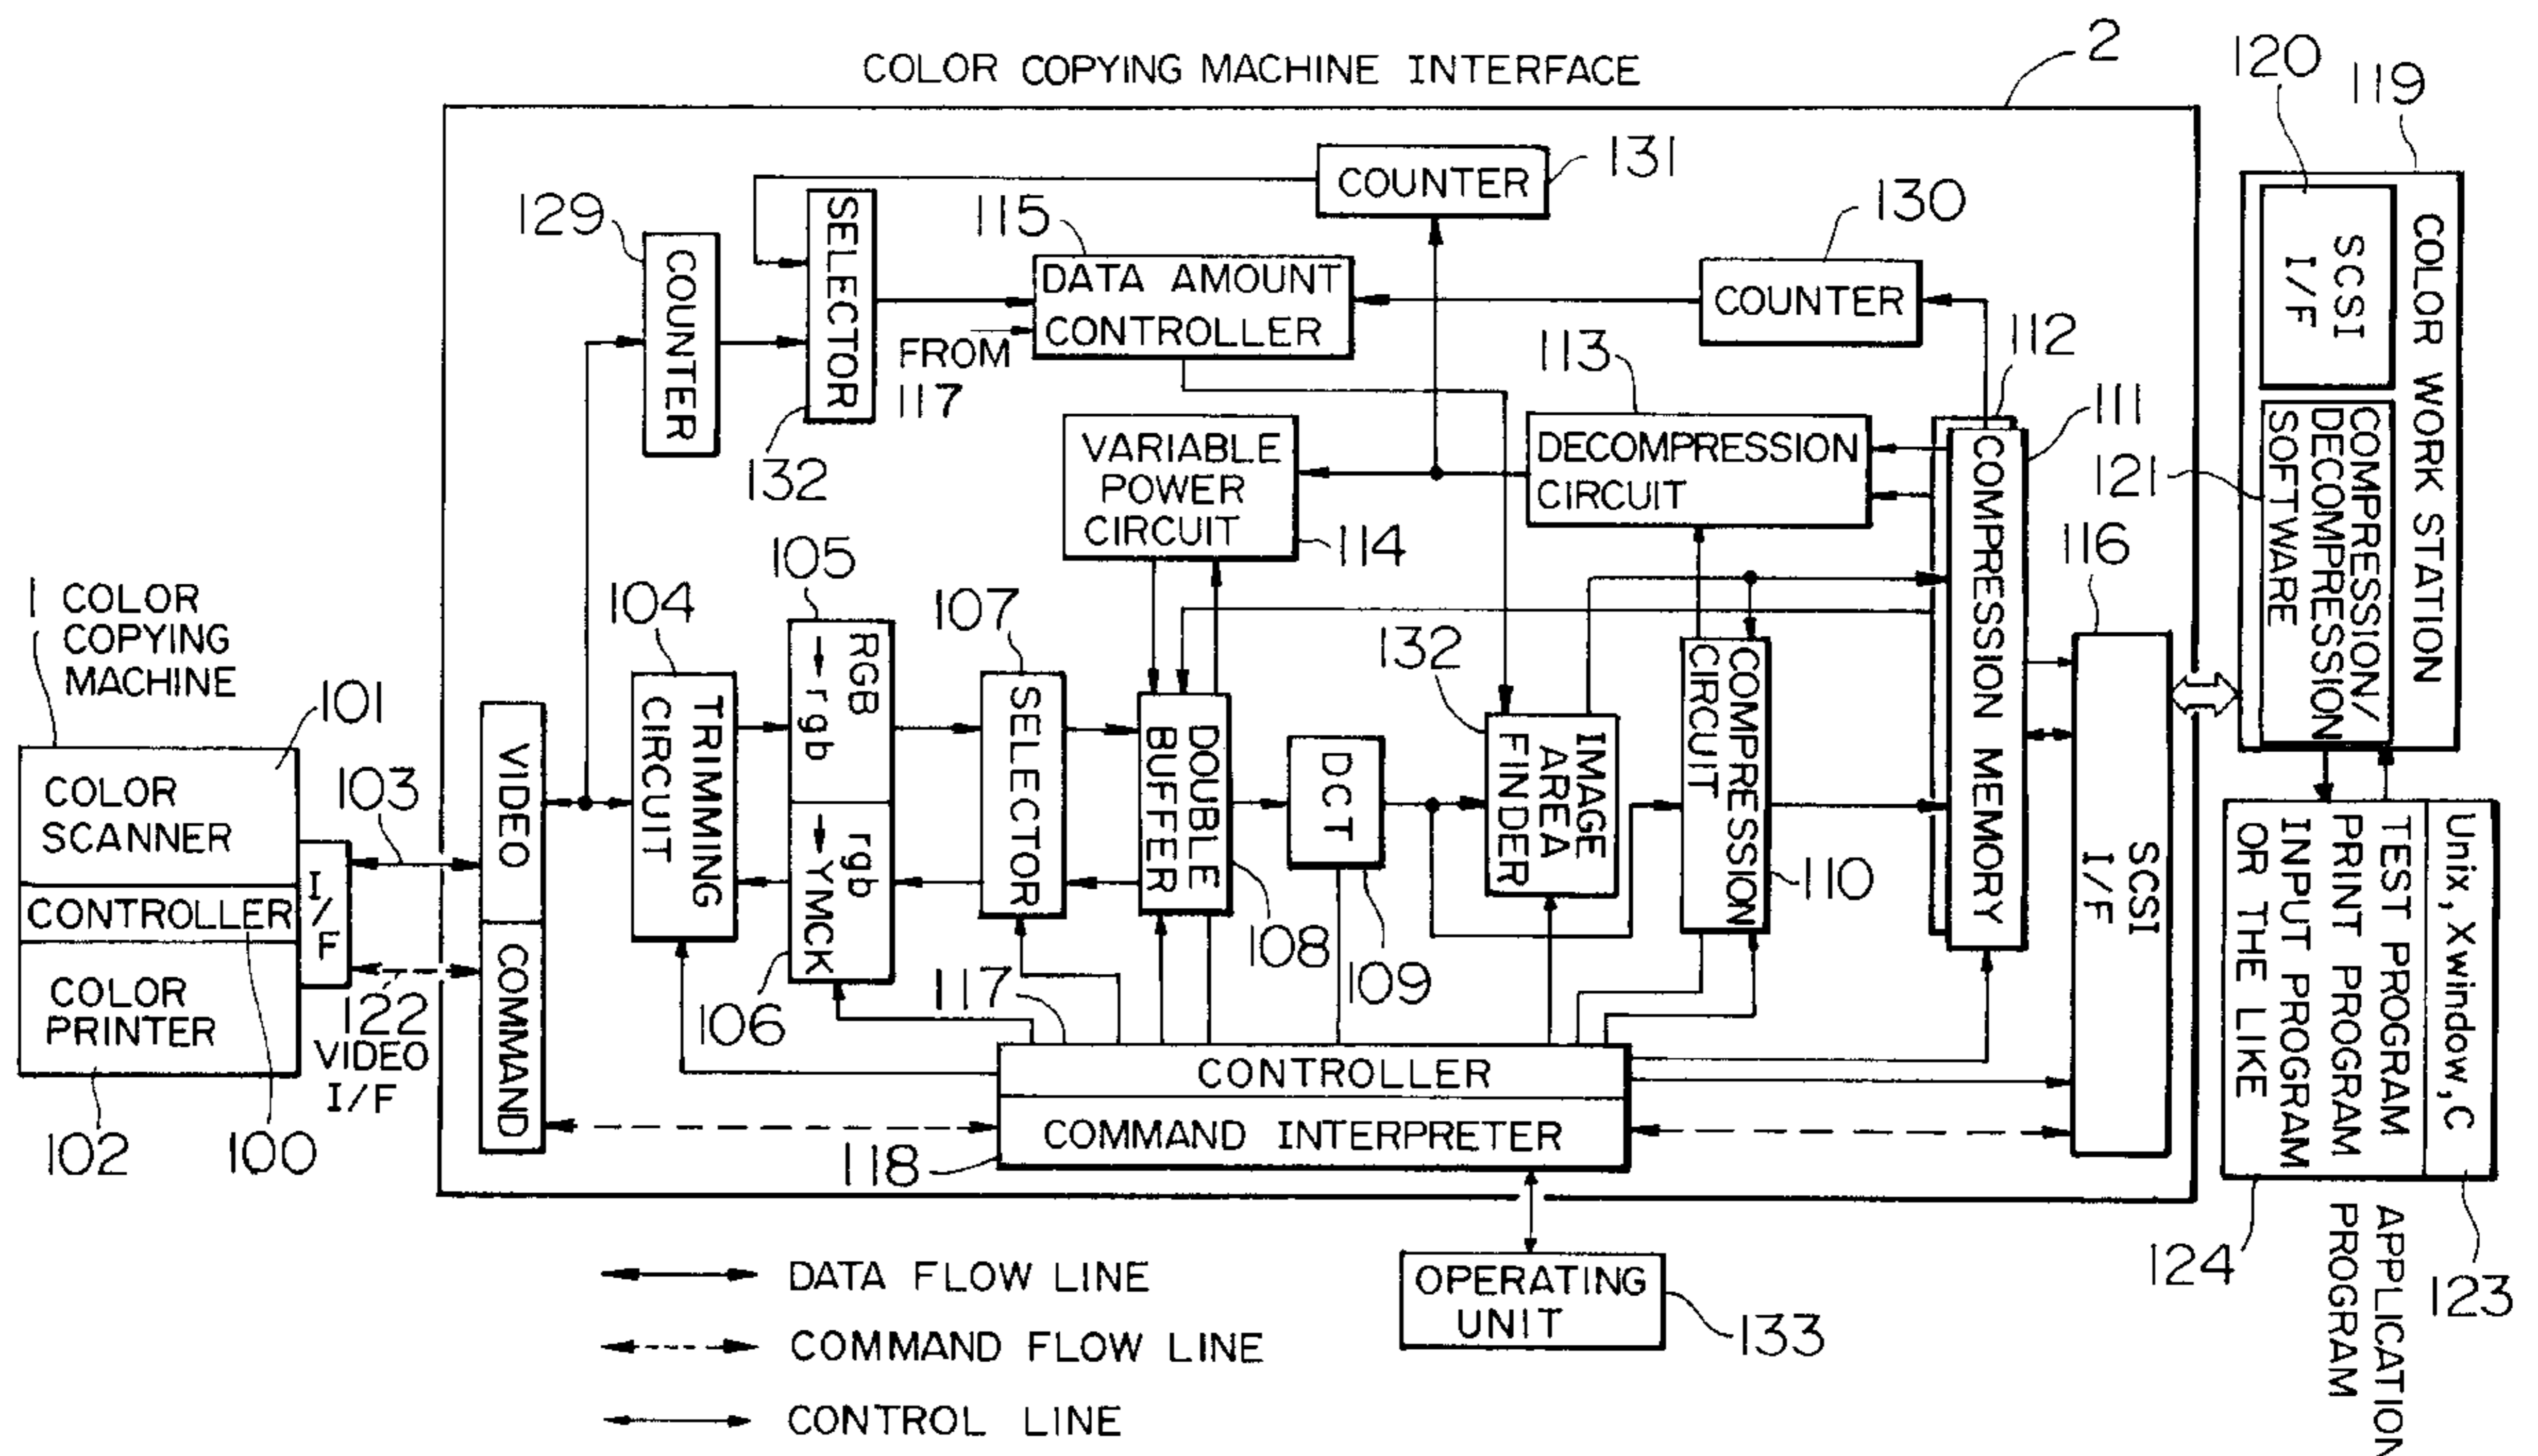 COLOR COPYING MACHINE INTERFACE
2
120
119
131
COUNTER
130
COUNTER
129
COUNTER
SELECTOR
132
115
DATA AMOUNT
CONTROLLER
FROM
117
112
111
113
DECOMPRESSION
CIRCUIT
VARIABLE
POWER
CIRCUIT
114
SCSI
I/F
COLOR WORK STATION
COMPRESSION/
DECOMPRESSION
SOFTWARE
121
116
1 COLOR
COPYING
MACHINE
101
COLOR
SCANNER
CONTROLLER
COLOR
PRINTER
I/F
103
122
VIDEO
I/F
102
100
VIDEO
COMMAND
104
TRIMMING
CIRCUIT
105
RGB
→rgb
rgb
→YMCK
106
107
SELECTOR
DOUBLE
BUFFER
108
DCT
109
132
IMAGE
AREA
FINDER
COMPRESSION
CIRCUIT
110
COMPRESSION MEMORY
SCSI
I/F
117
CONTROLLER
COMMAND INTERPRETER
118
OPERATING
UNIT
133
Unix, Xwindow, C
TEST PROGRAM
PRINT PROGRAM
INPUT PROGRAM
OR THE LIKE
124
123
APPLICATION
PROGRAM
DATA FLOW LINE
COMMAND FLOW LINE
CONTROL LINE